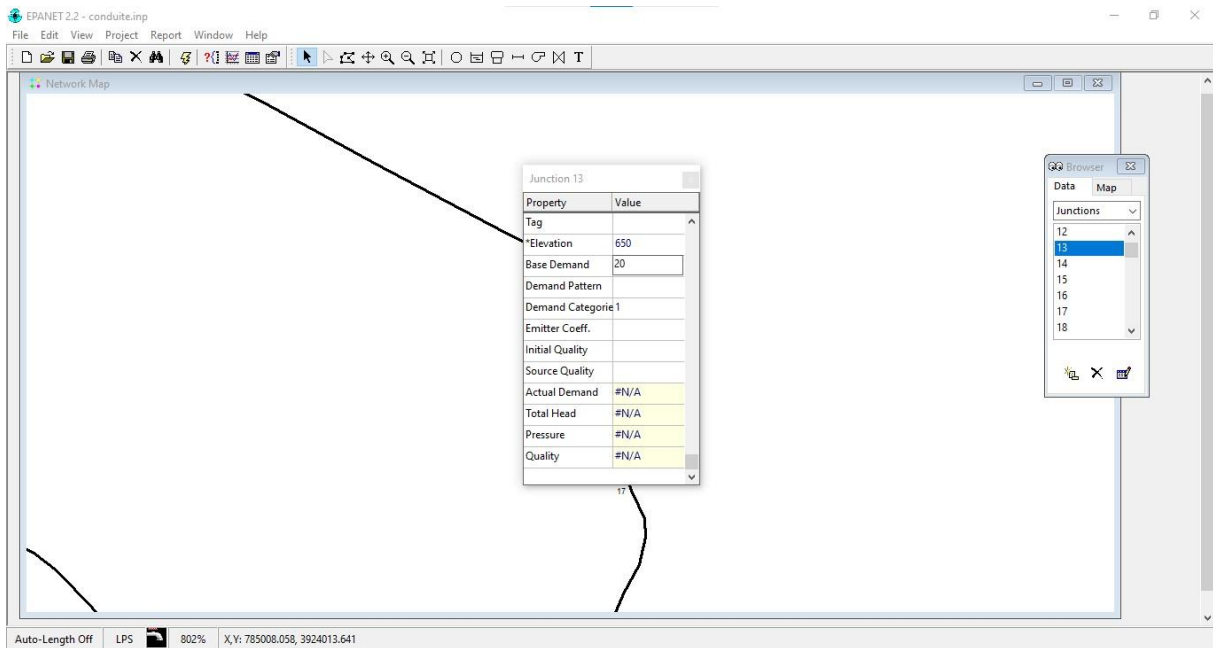 EPANET 2.2 - conduite.inp
File Edit View Project Report Window Help
T
Network Map
Junction 13
Property Value
Tag
*Elevation 650
Base Demand 20
Demand Pattern
Demand Categorie 1
Emitter Coeff.
Initial Quality
Source Quality
Actual Demand #N/A
Total Head #N/A
Pressure #N/A
Quality #N/A
17
Browser
Data Map
Junctions
12
13
14
15
16
17
18
Auto-Length Off LPS 802% X,Y: 785008.058, 3924013.641